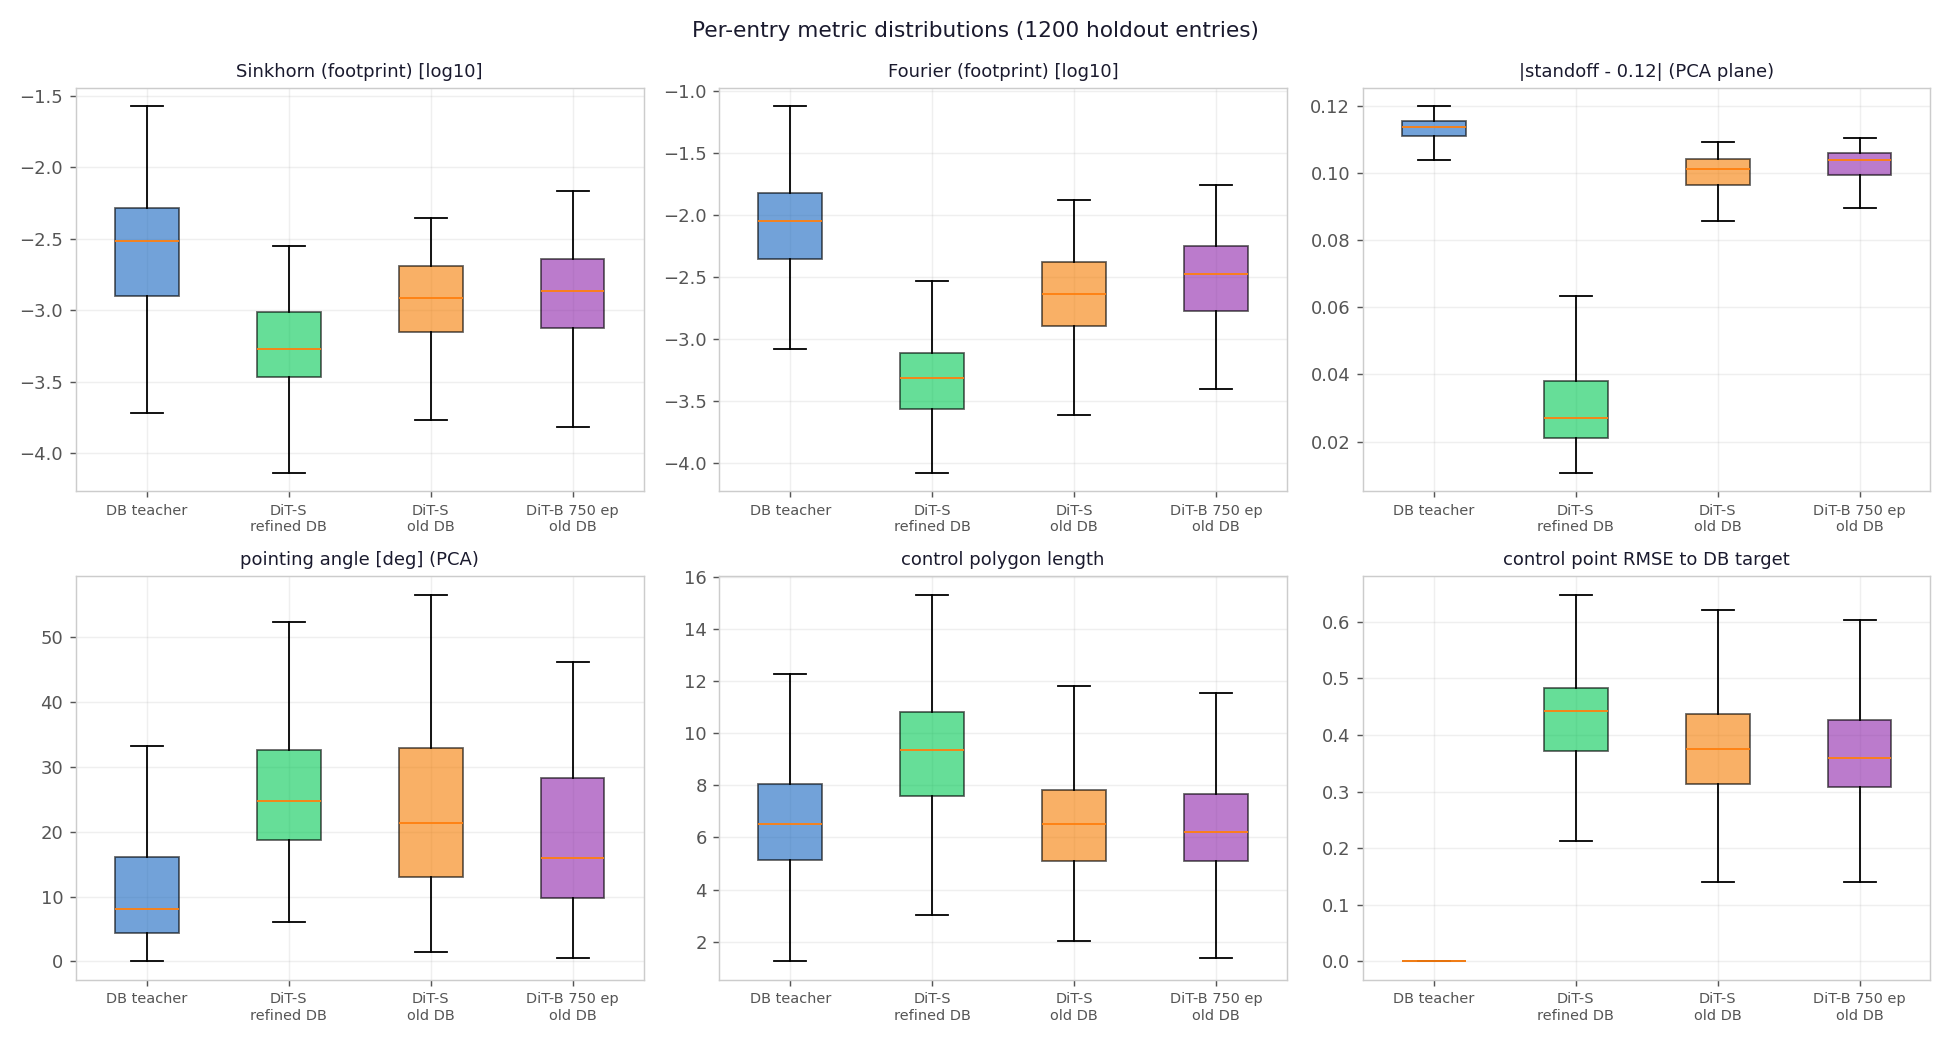 Per-entry metric distributions (1200 holdout entries)
Sinkhorn (footprint) [log10]
−1.5
−2.0
−2.5
−3.0
−3.5
−4.0
DB teacher
DiT-S
refined DB
DiT-S
old DB
DiT-B 750 ep
old DB
Fourier (footprint) [log10]
−1.0
−1.5
−2.0
−2.5
−3.0
−3.5
−4.0
DB teacher
DiT-S
refined DB
DiT-S
old DB
DiT-B 750 ep
old DB
|standoff - 0.12| (PCA plane)
0.12
0.10
0.08
0.06
0.04
0.02
DB teacher
DiT-S
refined DB
DiT-S
old DB
DiT-B 750 ep
old DB
pointing angle [deg] (PCA)
50
40
30
20
10
0
DB teacher
DiT-S
refined DB
DiT-S
old DB
DiT-B 750 ep
old DB
control polygon length
16
14
12
10
8
6
4
2
DB teacher
DiT-S
refined DB
DiT-S
old DB
DiT-B 750 ep
old DB
control point RMSE to DB target
0.6
0.5
0.4
0.3
0.2
0.1
0.0
DB teacher
DiT-S
refined DB
DiT-S
old DB
DiT-B 750 ep
old DB